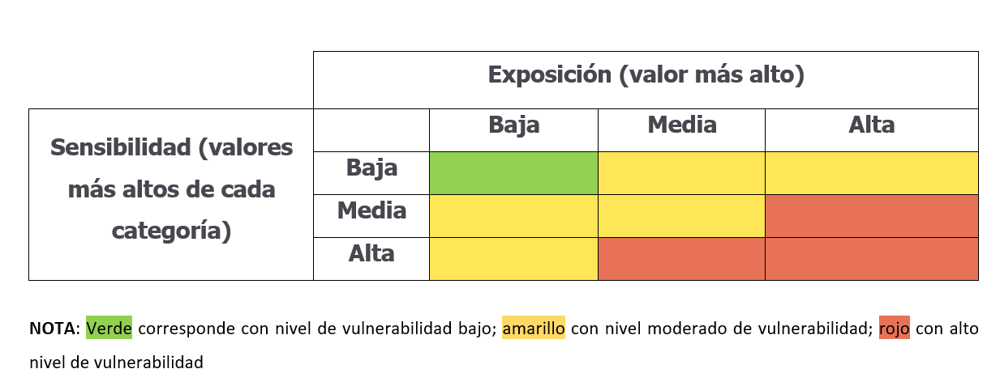 Exposición (valor más alto)
Sensibilidad (valores
más altos de cada
categoría)
Baja Media Alta
Baja
Media
Alta
NOTA: Verde corresponde con nivel de vulnerabilidad bajo; amarillo con nivel moderado de vulnerabilidad; rojo con alto
nivel de vulnerabilidad